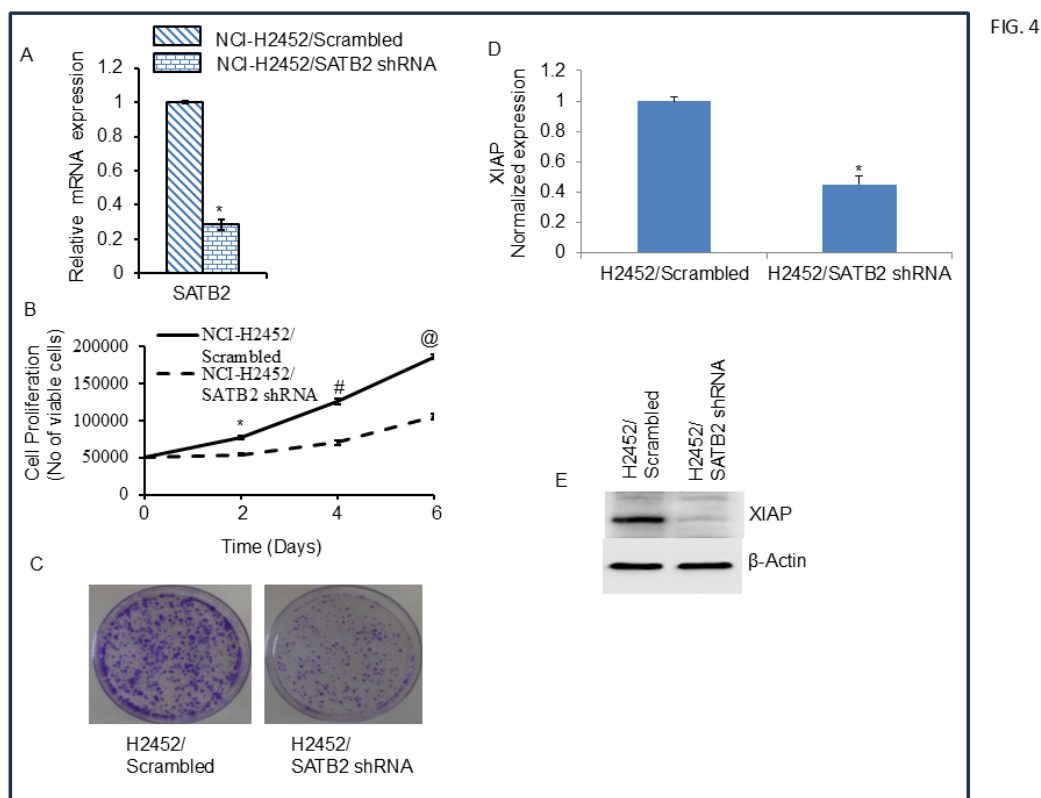 FIG. 4
A
NCI-H2452/Scrambled
NCI-H2452/SATB2 shRNA
Relative mRNA expression
1.2
1
0.8
0.6
0.4
0.2
0
*
SATB2
B
Cell Proliferation
(No of viable cells)
200000
150000
100000
50000
0
NCI-H2452/
Scrambled
NCI-H2452/
SATB2 shRNA
*
#
@
0 2 4 6
Time (Days)
C
H2452/
Scrambled
H2452/
SATB2 shRNA
D
XIAP
Normalized expression
1.2
1
0.8
0.6
0.4
0.2
0
*
H2452/Scrambled H2452/SATB2 shRNA
E
H2452/
Scrambled
H2452/
SATB2 shRNA
XIAP
β-Actin